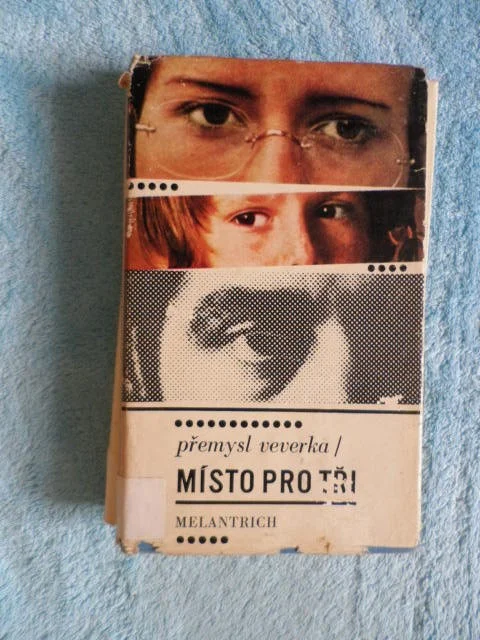 přemysl veverka/
MÍSTO PRO TŘI
MELANTRICH